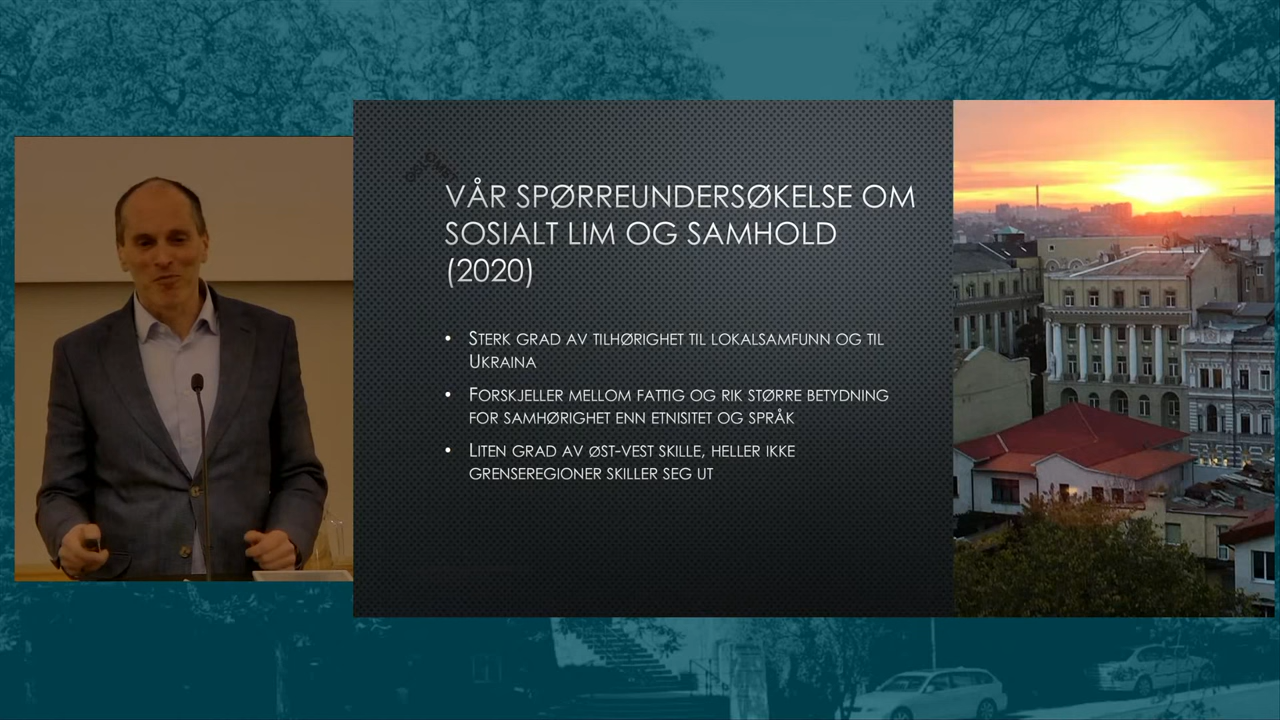 VÅR SPØRREUNDERSØKELSE OM
SOSIALT LIM OG SAMHOLD
(2020)
• STERK GRAD AV TILHØRIGHET TIL LOKALSAMFUNN OG TIL
UKRAINA
• FORSKJELLER MELLOM FATTIG OG RIK STØRRE BETYDNING
FOR SAMHØRIGHET ENN ETNISITET OG SPRÅK
• LITEN GRAD AV ØST-VEST SKILLE, HELLER IKKE
GRENSEREGIONER SKILLER SEG UT